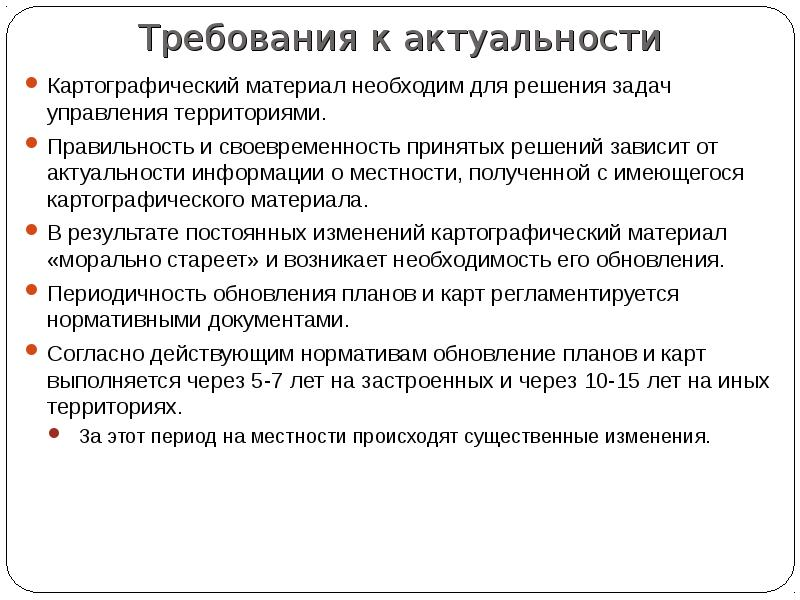 Требования к актуальности
Картографический материал необходим для решения задач
управления территориями.
Правильность и своевременность принятых решений зависит от
актуальности информации о местности, полученной с имеющегося
картографического материала.
В результате постоянных изменений картографический материал
«морально стареет» и возникает необходимость его обновления.
Периодичность обновления планов и карт регламентируется
нормативными документами.
Согласно действующим нормативам обновление планов и карт
выполняется через 5-7 лет на застроенных и через 10-15 лет на иных
территориях.
За этот период на местности происходят существенные изменения.